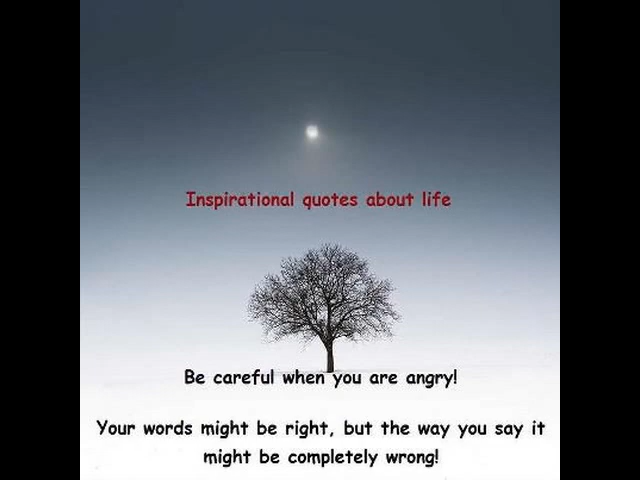 Inspirational quotes about life
Be careful when you are angry!
Your words might be right, but the way you say it
might be completely wrong!